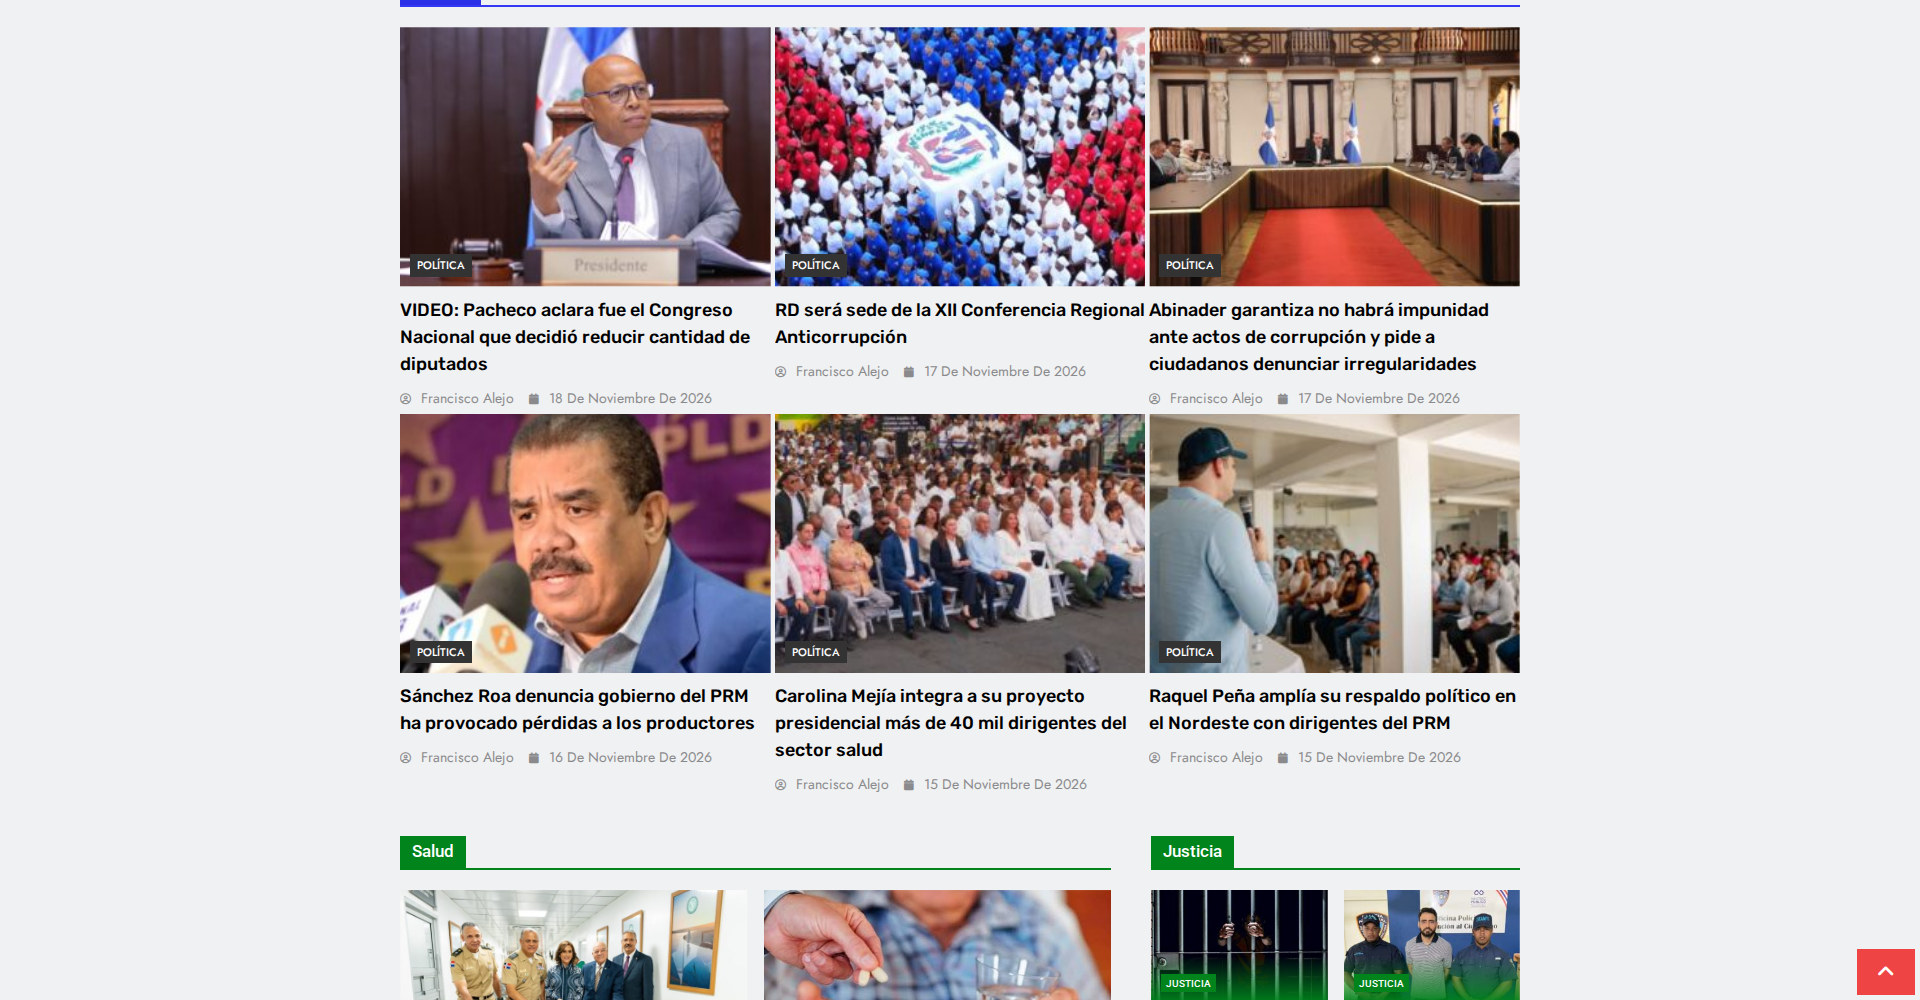 Presidente
POLÍTICA
POLÍTICA
POLÍTICA
VIDEO: Pacheco aclara fue el Congreso
Nacional que decidió reducir cantidad de
diputados
Francisco Alejo 18 De Noviembre De 2026
RD será sede de la XII Conferencia Regional
Anticorrupción
Francisco Alejo 17 De Noviembre De 2026
Abinader garantiza no habrá impunidad
ante actos de corrupción y pide a
ciudadanos denunciar irregularidades
Francisco Alejo 17 De Noviembre De 2026
PLD
POLÍTICA
POLÍTICA
POLÍTICA
Sánchez Roa denuncia gobierno del PRM
ha provocado pérdidas a los productores
Francisco Alejo 16 De Noviembre De 2026
Carolina Mejía integra a su proyecto
presidencial más de 40 mil dirigentes del
sector salud
Francisco Alejo 15 De Noviembre De 2026
Raquel Peña amplía su respaldo político en
el Nordeste con dirigentes del PRM
Francisco Alejo 15 De Noviembre De 2026
Salud
Justicia
JUSTICIA
JUSTICIA